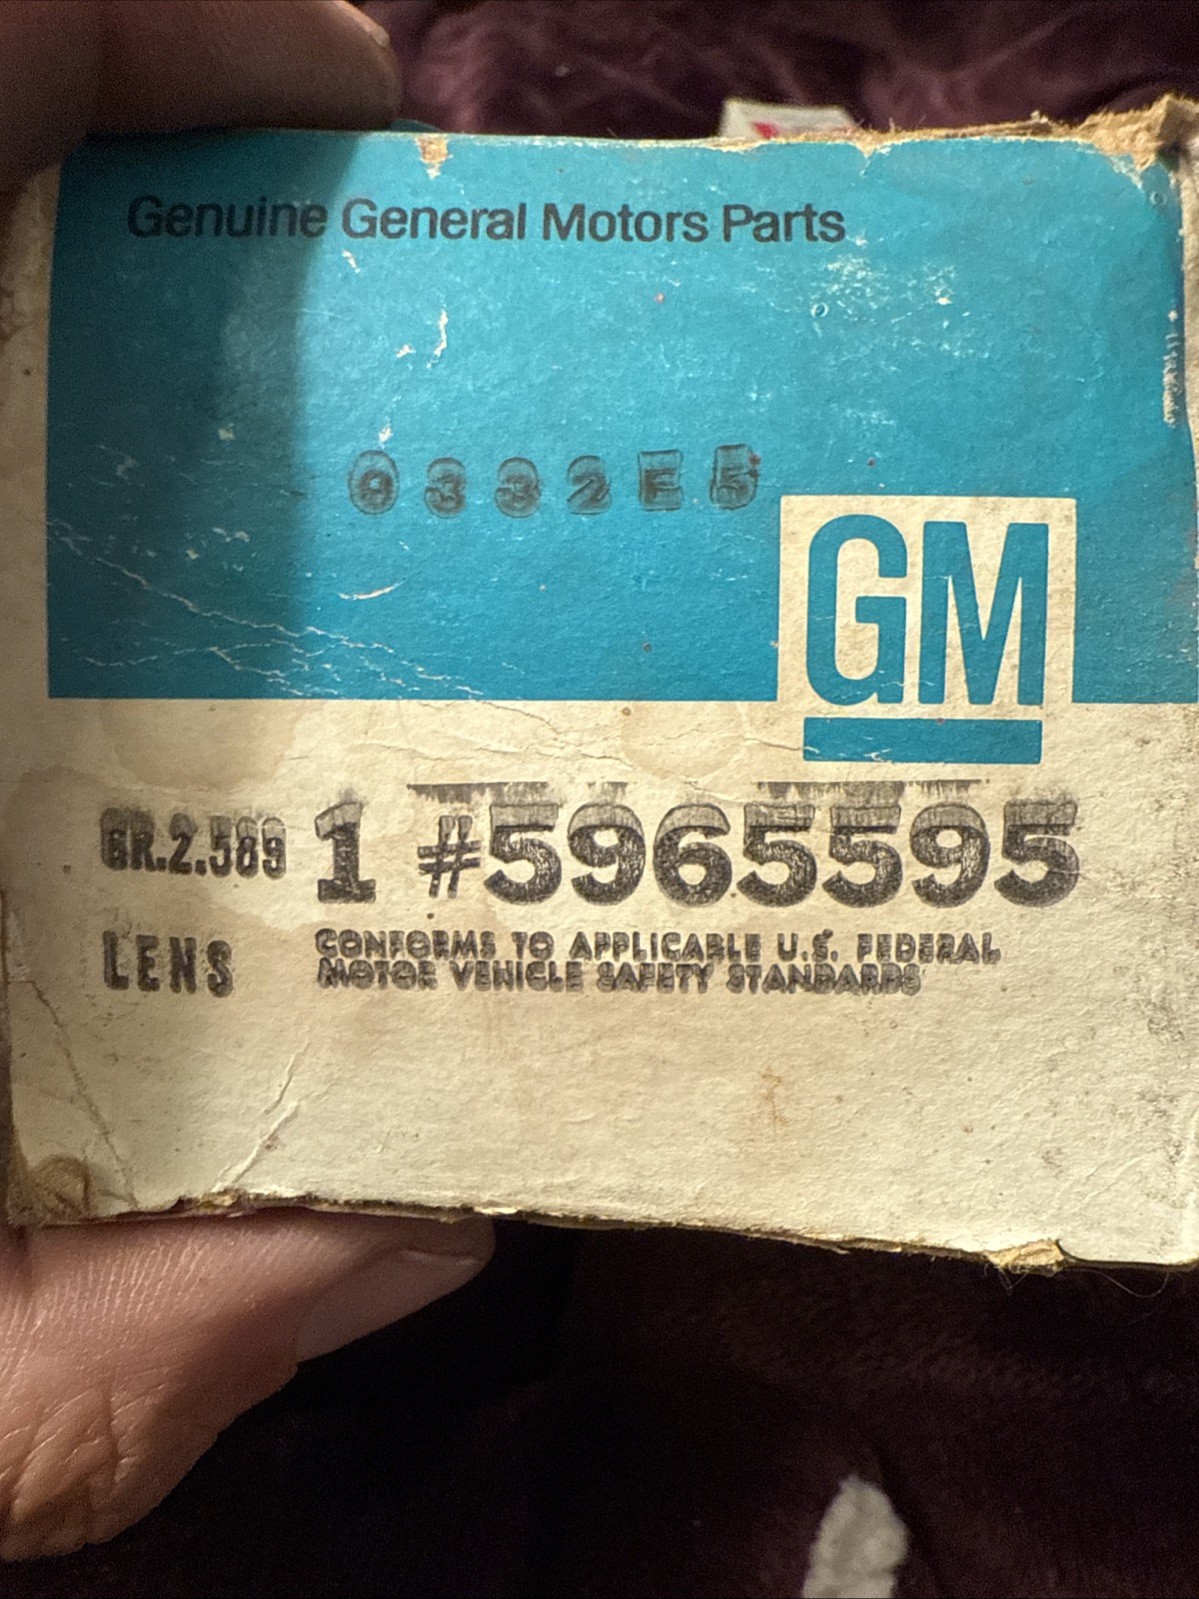 Genuine General Motors Parts
0332E5
GM
GR.2.589 1 #5965595
LENS CONFORMS TO APPLICABLE U.S. FEDERAL
MOTOR VEHICLE SAFETY STANDARDS